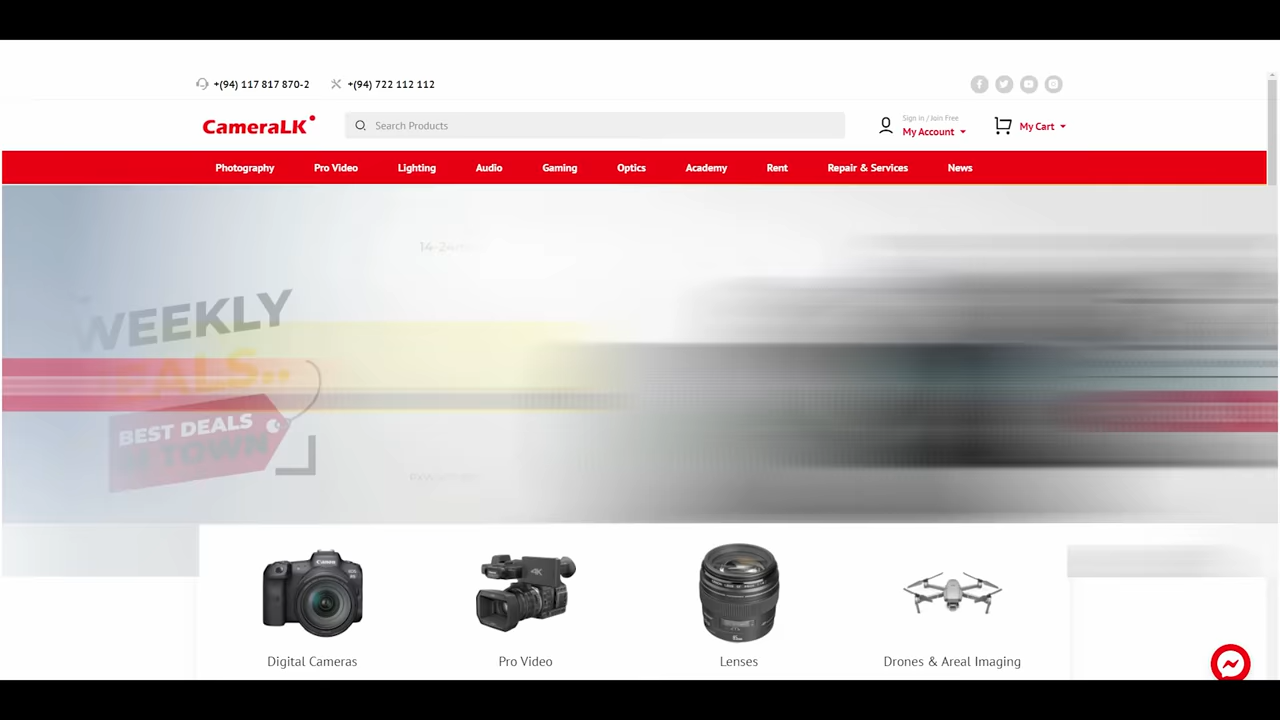 +(94) 117 817 870-2
+(94) 722 112 112
CameraLK
Search Products
Sign in / Join Free
My Account
My Cart
Photography
Pro Video
Lighting
Audio
Gaming
Optics
Academy
Rent
Repair & Services
News
WEEKLY
BEST DEALS
TOWN
4K
Digital Cameras
Pro Video
Lenses
Drones & Areal Imaging